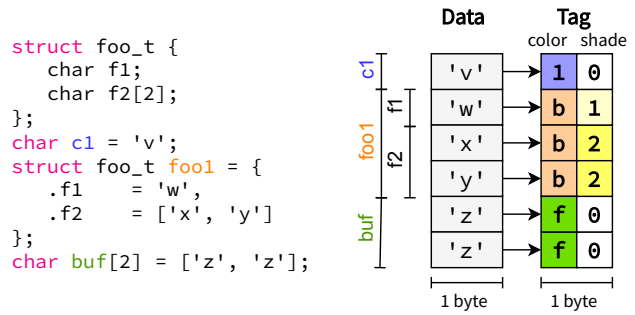 struct foo_t {
char f1;
char f2[2];
};
char c1 = 'v';
struct foo_t foo1 = {
.f1 = 'w',
.f2 = ['x', 'y']
};
char buf[2] = ['z', 'z'];
Data
Tag
color shade
c1
foo1
buf
f1
f2
'v' 1 0
'w' b 1
'x' b 2
'y' b 2
'z' f 0
'z' f 0
1 byte
1 byte